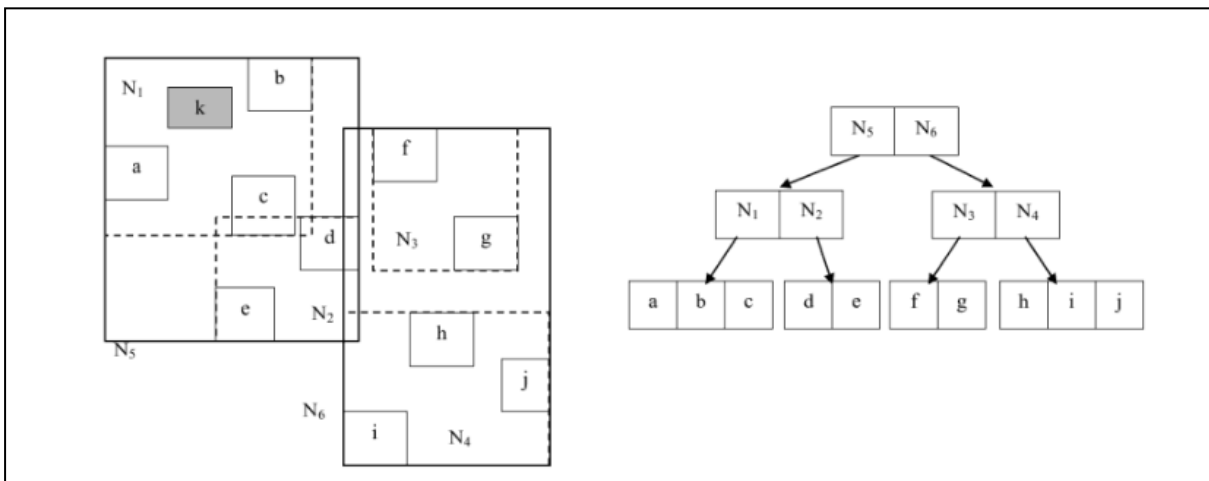 b
N₁
k
a
f
c
d
N₃
g
e
N₂
h
N₅
j
N₆
i
N₄
N₅ N₆
N₁ N₂
N₃ N₄
a b c
d e
f g
h i j